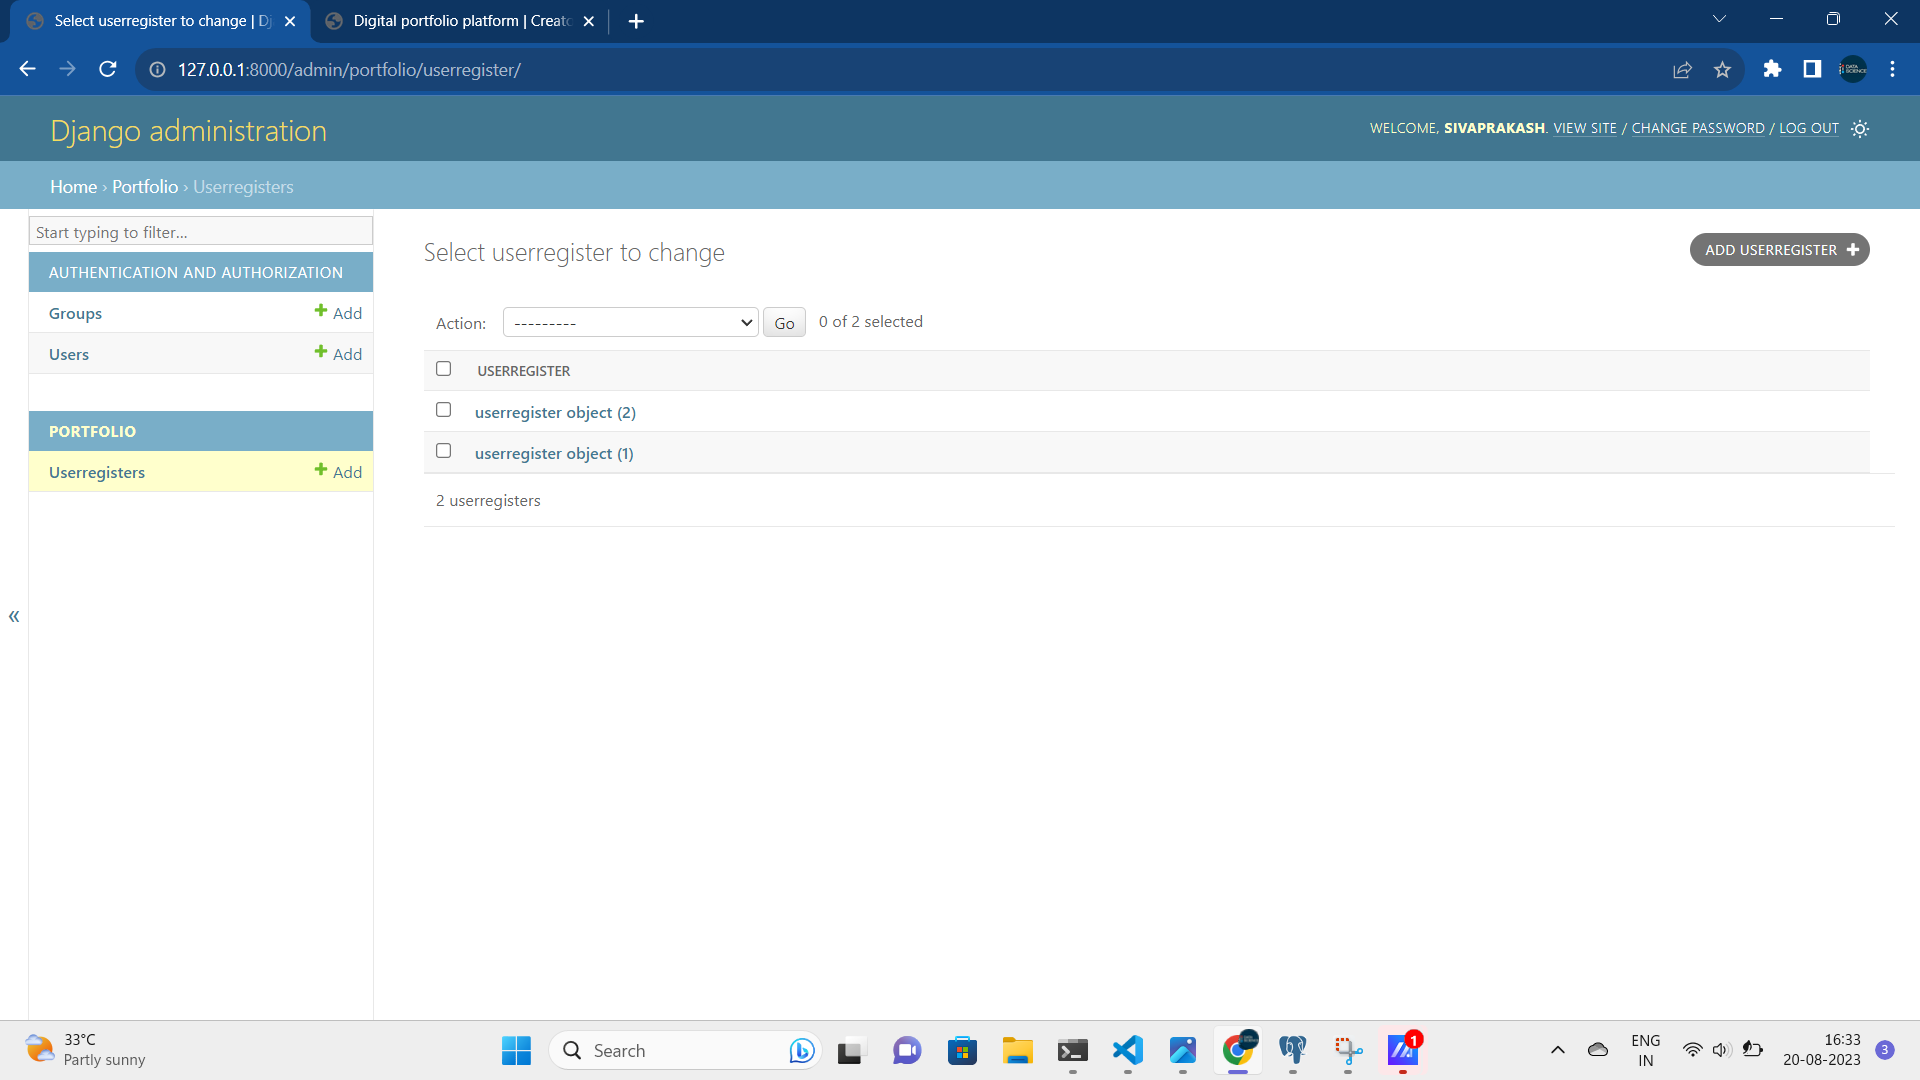 Select userregister to change | Dj
Digital portfolio platform | Creato
127.0.0.1:8000/admin/portfolio/userregister/
Django administration
WELCOME, SIVAPRAKASH. VIEW SITE / CHANGE PASSWORD / LOG OUT
Home › Portfolio › Userregisters
Start typing to filter...
AUTHENTICATION AND AUTHORIZATION
Groups + Add
Users + Add
PORTFOLIO
Userregisters + Add
«
Select userregister to change
ADD USERREGISTER +
Action: --------- Go 0 of 2 selected
USERREGISTER
userregister object (2)
userregister object (1)
2 userregisters
33°C
Partly sunny
Search
1
ENG
IN
16:33
20-08-2023
3